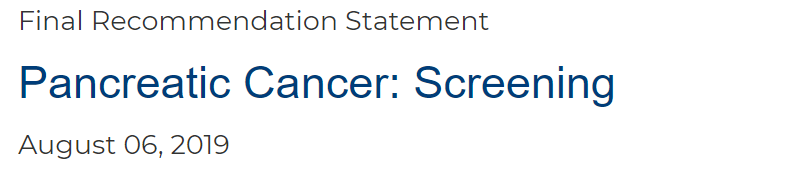 Final Recommendation Statement
Pancreatic Cancer: Screening
August 06, 2019